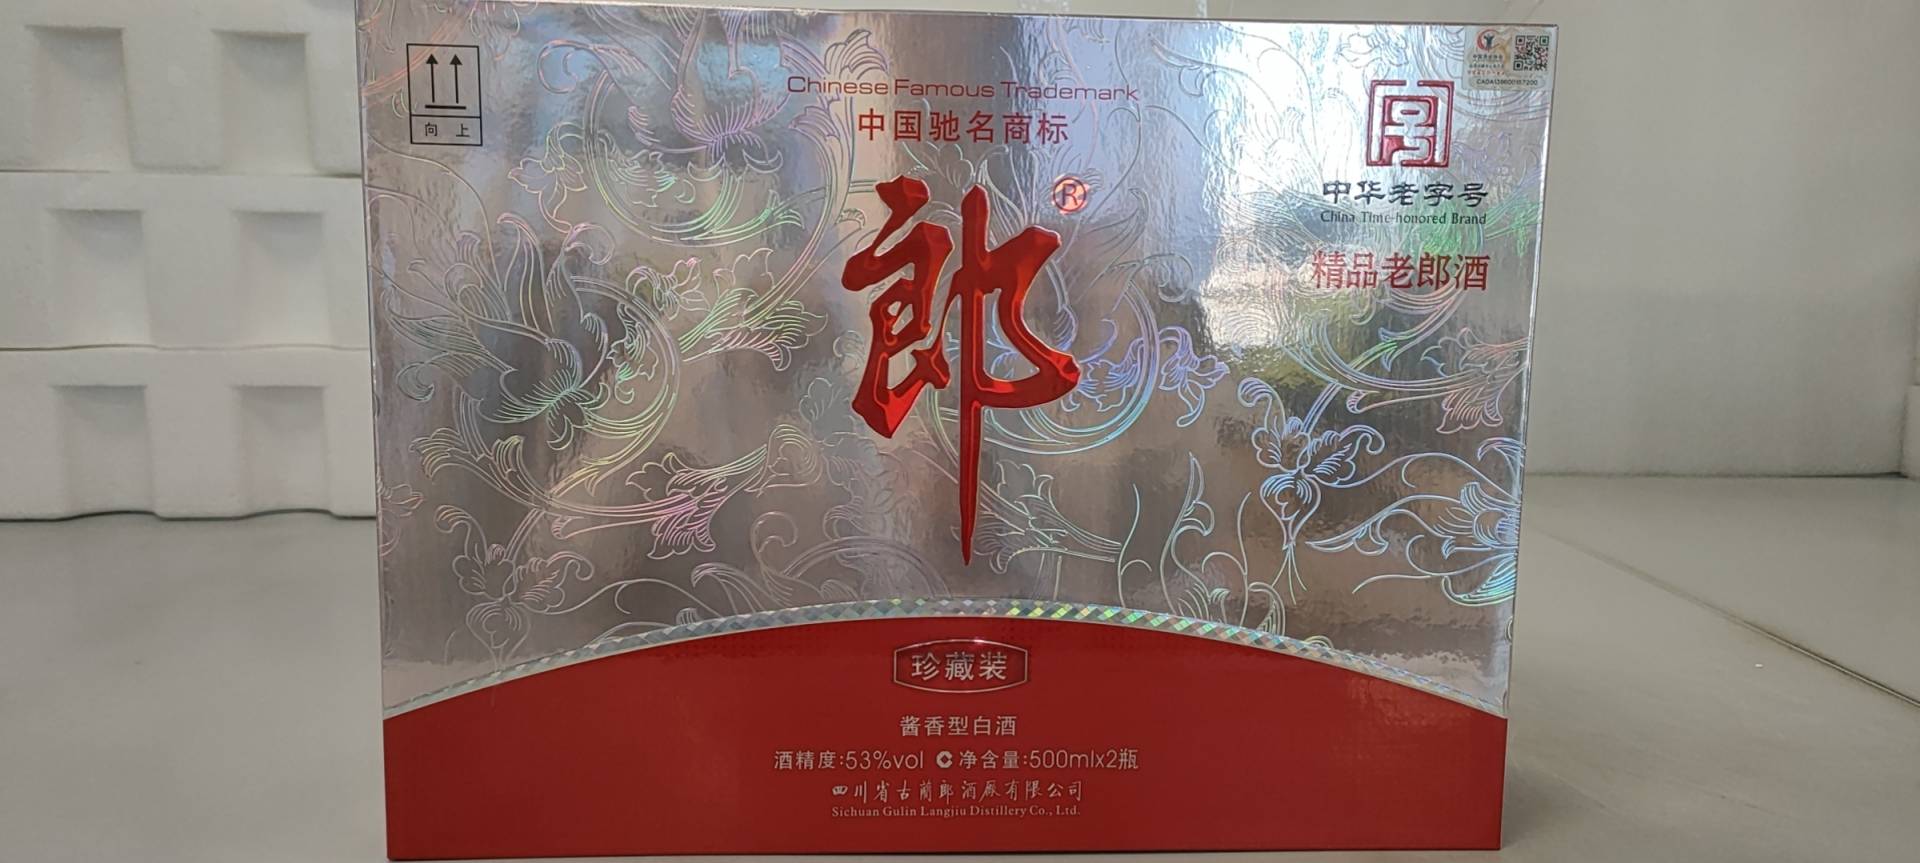 向 上
Chinese Famous Trademark
中国驰名商标
郎®
中华老字号
China Time-honored Brand
精品老郎酒
珍藏装
酱香型白酒
酒精度:53%vol 净含量:500mlx2瓶
四川省古蔺郎酒厂有限公司
Sichuan Gulin Langjiu Distillery Co., Ltd.